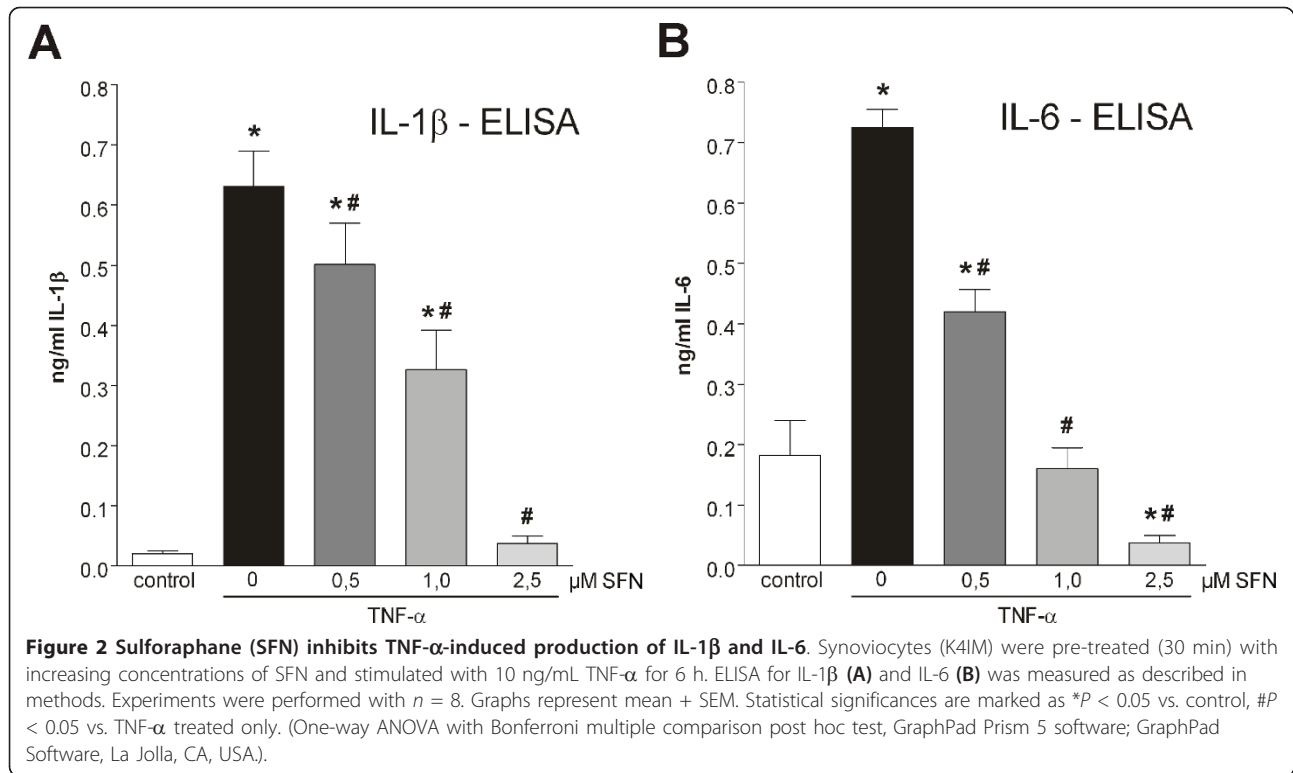 A
IL-1β - ELISA
ng/ml IL-1β
0.8
0.7
0.6
0.5
0.4
0.3
0.2
0.1
0.0
*
*#
*#
#
control 0 0,5 1,0 2,5 µM SFN
TNF-α
B
IL-6 - ELISA
ng/ml IL-6
0.8
0.7
0.6
0.5
0.4
0.3
0.2
0.1
0.0
*
*#
#
*#
control 0 0,5 1,0 2,5 µM SFN
TNF-α
Figure 2 Sulforaphane (SFN) inhibits TNF-α-induced production of IL-1β and IL-6. Synoviocytes (K4IM) were pre-treated (30 min) with
increasing concentrations of SFN and stimulated with 10 ng/mL TNF-α for 6 h. ELISA for IL-1β (A) and IL-6 (B) was measured as described in
methods. Experiments were performed with n = 8. Graphs represent mean + SEM. Statistical significances are marked as *P < 0.05 vs. control, #P
< 0.05 vs. TNF-α treated only. (One-way ANOVA with Bonferroni multiple comparison post hoc test, GraphPad Prism 5 software; GraphPad
Software, La Jolla, CA, USA.).